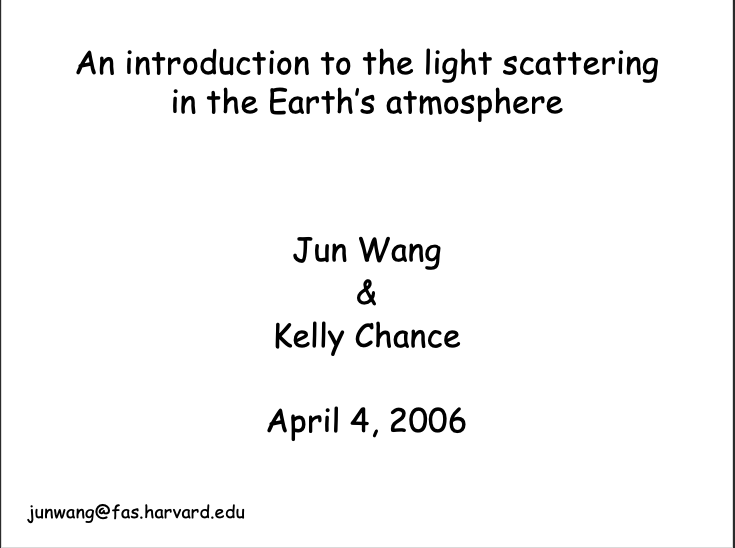 An introduction to the light scattering
in the Earth's atmosphere
Jun Wang
&
Kelly Chance
April 4, 2006
junwang@fas.harvard.edu